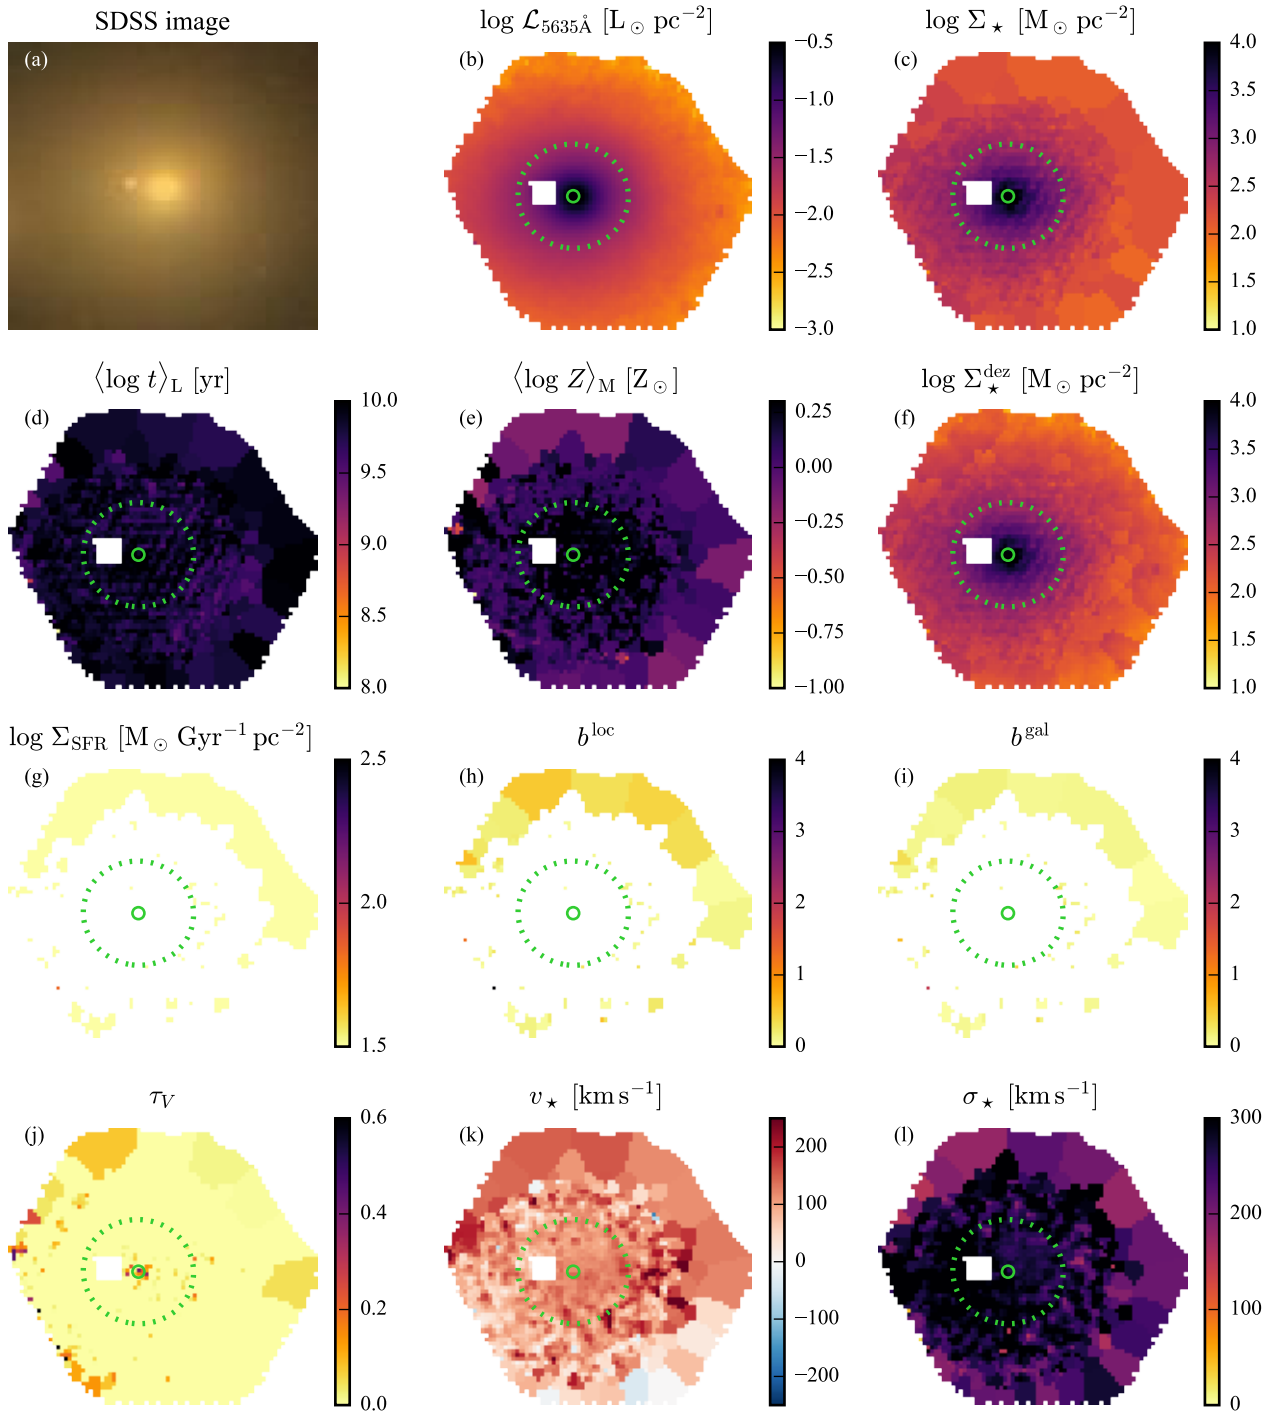 SDSS image
log ℒ₅₆₃₅Å [L⊙ pc⁻²]
log Σ⋆ [M⊙ pc⁻²]
(a)
(b)
−0.5
−1.0
−1.5
−2.0
−2.5
−3.0
(c)
4.0
3.5
3.0
2.5
2.0
1.5
1.0
⟨log t⟩L [yr]
⟨log Z⟩M [Z⊙]
log Σ⋆ᵈᵉᶻ [M⊙ pc⁻²]
(d)
10.0
9.5
9.0
8.5
8.0
(e)
0.25
0.00
−0.25
−0.50
−0.75
−1.00
(f)
4.0
3.5
3.0
2.5
2.0
1.5
1.0
log ΣSFR [M⊙ Gyr⁻¹ pc⁻²]
bˡᵒᶜ
bᵍᵃˡ
(g)
2.5
2.0
1.5
(h)
4
3
2
1
0
(i)
4
3
2
1
0
τV
v⋆ [km s⁻¹]
σ⋆ [km s⁻¹]
(j)
0.6
0.4
0.2
0.0
(k)
200
100
0
−100
−200
(l)
300
200
100
0